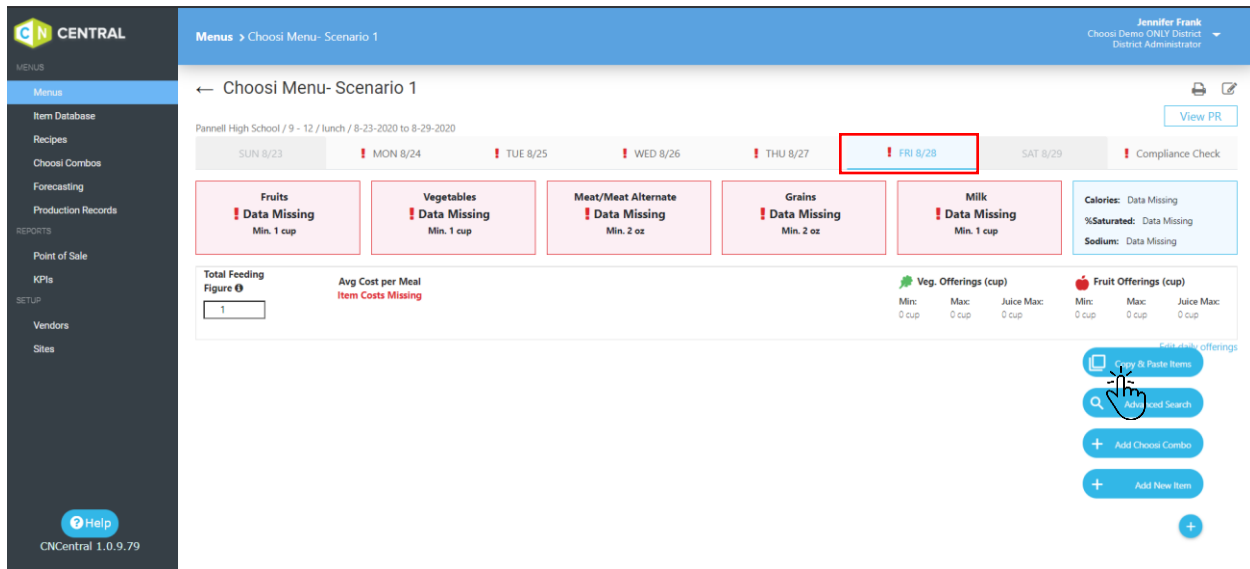 CN CENTRAL
MENUS
Menus
Item Database
Recipes
Choosi Combos
Forecasting
Production Records
REPORTS
Point of Sale
KPIs
SETUP
Vendors
Sites
? Help
CNCentral 1.0.9.79
Menus > Choosi Menu- Scenario 1
Jennifer Frank
Choosi Demo ONLY District
District Administrator
← Choosi Menu- Scenario 1
View PR
Pannell High School / 9 - 12 / lunch / 8-23-2020 to 8-29-2020
SUN 8/23 ! MON 8/24 ! TUE 8/25 ! WED 8/26 ! THU 8/27 ! FRI 8/28 SAT 8/29 ! Compliance Check
Fruits
! Data Missing
Min. 1 cup
Vegetables
! Data Missing
Min. 1 cup
Meat/Meat Alternate
! Data Missing
Min. 2 oz
Grains
! Data Missing
Min. 2 oz
Milk
! Data Missing
Min. 1 cup
Calories: Data Missing
%Saturated: Data Missing
Sodium: Data Missing
Total Feeding
Figure
1
Avg Cost per Meal
Item Costs Missing
Veg. Offerings (cup)
Min: Max: Juice Max:
0 cup 0 cup 0 cup
Fruit Offerings (cup)
Min: Max: Juice Max:
0 cup 0 cup 0 cup
Edit daily offerings
Copy & Paste Items
Advanced Search
+ Add Choosi Combo
+ Add New Item
+